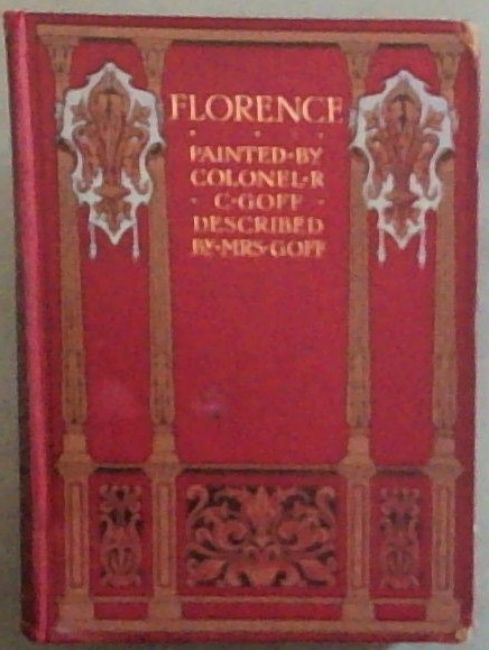 FLORENCE
· · ·
PAINTED·BY
COLONEL·R
·C·GOFF·
DESCRIBED
BY·MRS·GOFF